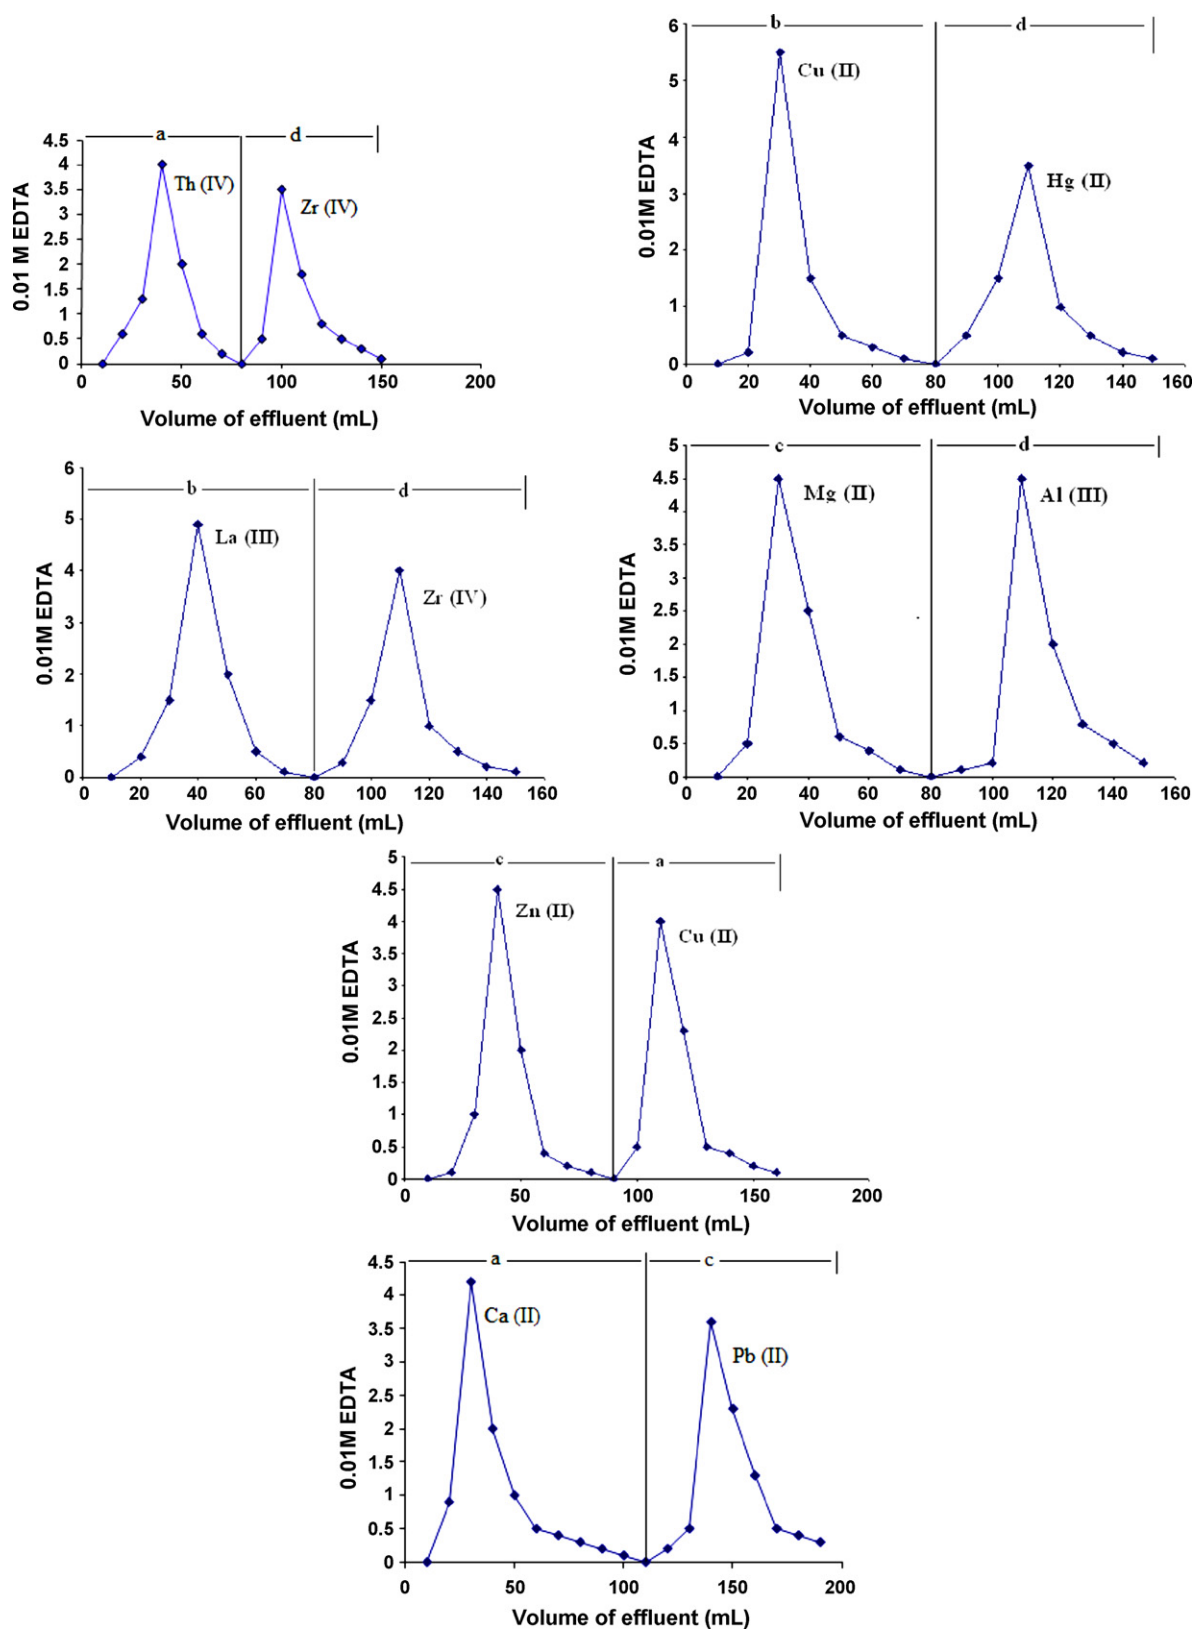 a
d
4.5
4
3.5
3
2.5
2
1.5
1
0.5
0
Th (IV)
Zr (IV)
0.01 M EDTA
0 50 100 150 200
Volume of effluent (mL)
b
d
6
5
4
3
2
1
0
Cu (II)
Hg (II)
0.01M EDTA
0 20 40 60 80 100 120 140 160
Volume of effluent (mL)
b
d
6
5
4
3
2
1
0
La (III)
Zr (IV)
0.01M EDTA
0 20 40 60 80 100 120 140 160
Volume of effluent (mL)
c
d
5
4.5
4
3.5
3
2.5
2
1.5
1
0.5
0
Mg (II)
Al (III)
0.01M EDTA
0 20 40 60 80 100 120 140 160
Volume of effluent (mL)
c
a
5
4.5
4
3.5
3
2.5
2
1.5
1
0.5
0
Zn (II)
Cu (II)
0.01M EDTA
0 50 100 150 200
Volume of effluent (mL)
a
c
4.5
4
3.5
3
2.5
2
1.5
1
0.5
0
Ca (II)
Pb (II)
0.01M EDTA
0 50 100 150 200
Volume of effluent (mL)